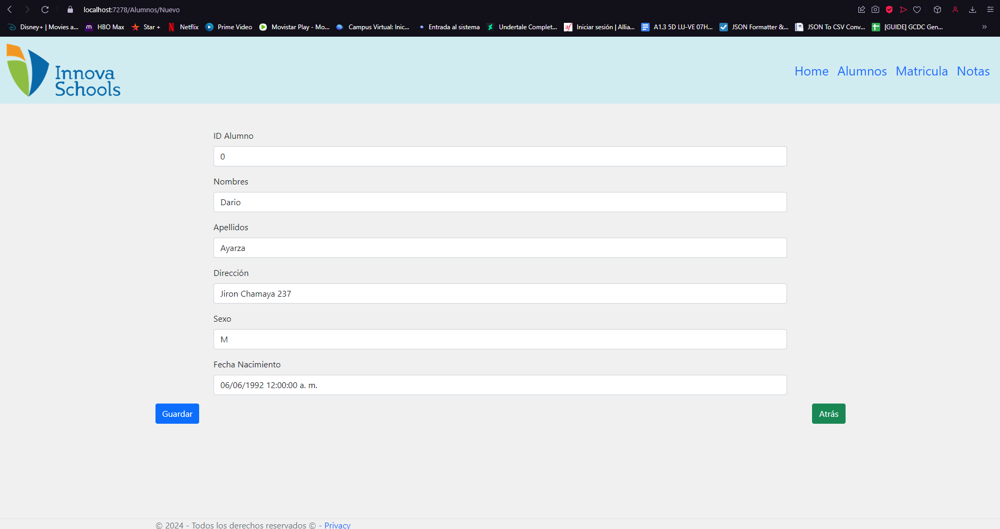 localhost:7278/Alumnos/Nuevo
Disney+ | Movies a... HBO Max Star + Netflix Prime Video Movistar Play - Mo... Campus Virtual: Inic... Entrada al sistema Undertale Complet... af Iniciar sesión | Allia... A1.3 5D LU-VE 07H... JSON Formatter &... JSON To CSV Conv... [GUIDE] GCDC Gen... »
Innova
Schools
Home Alumnos Matricula Notas
ID Alumno
0
Nombres
Dario
Apellidos
Ayarza
Dirección
Jiron Chamaya 237
Sexo
M
Fecha Nacimiento
06/06/1992 12:00:00 a. m.
Guardar Atrás
© 2024 - Todos los derechos reservados © - Privacy